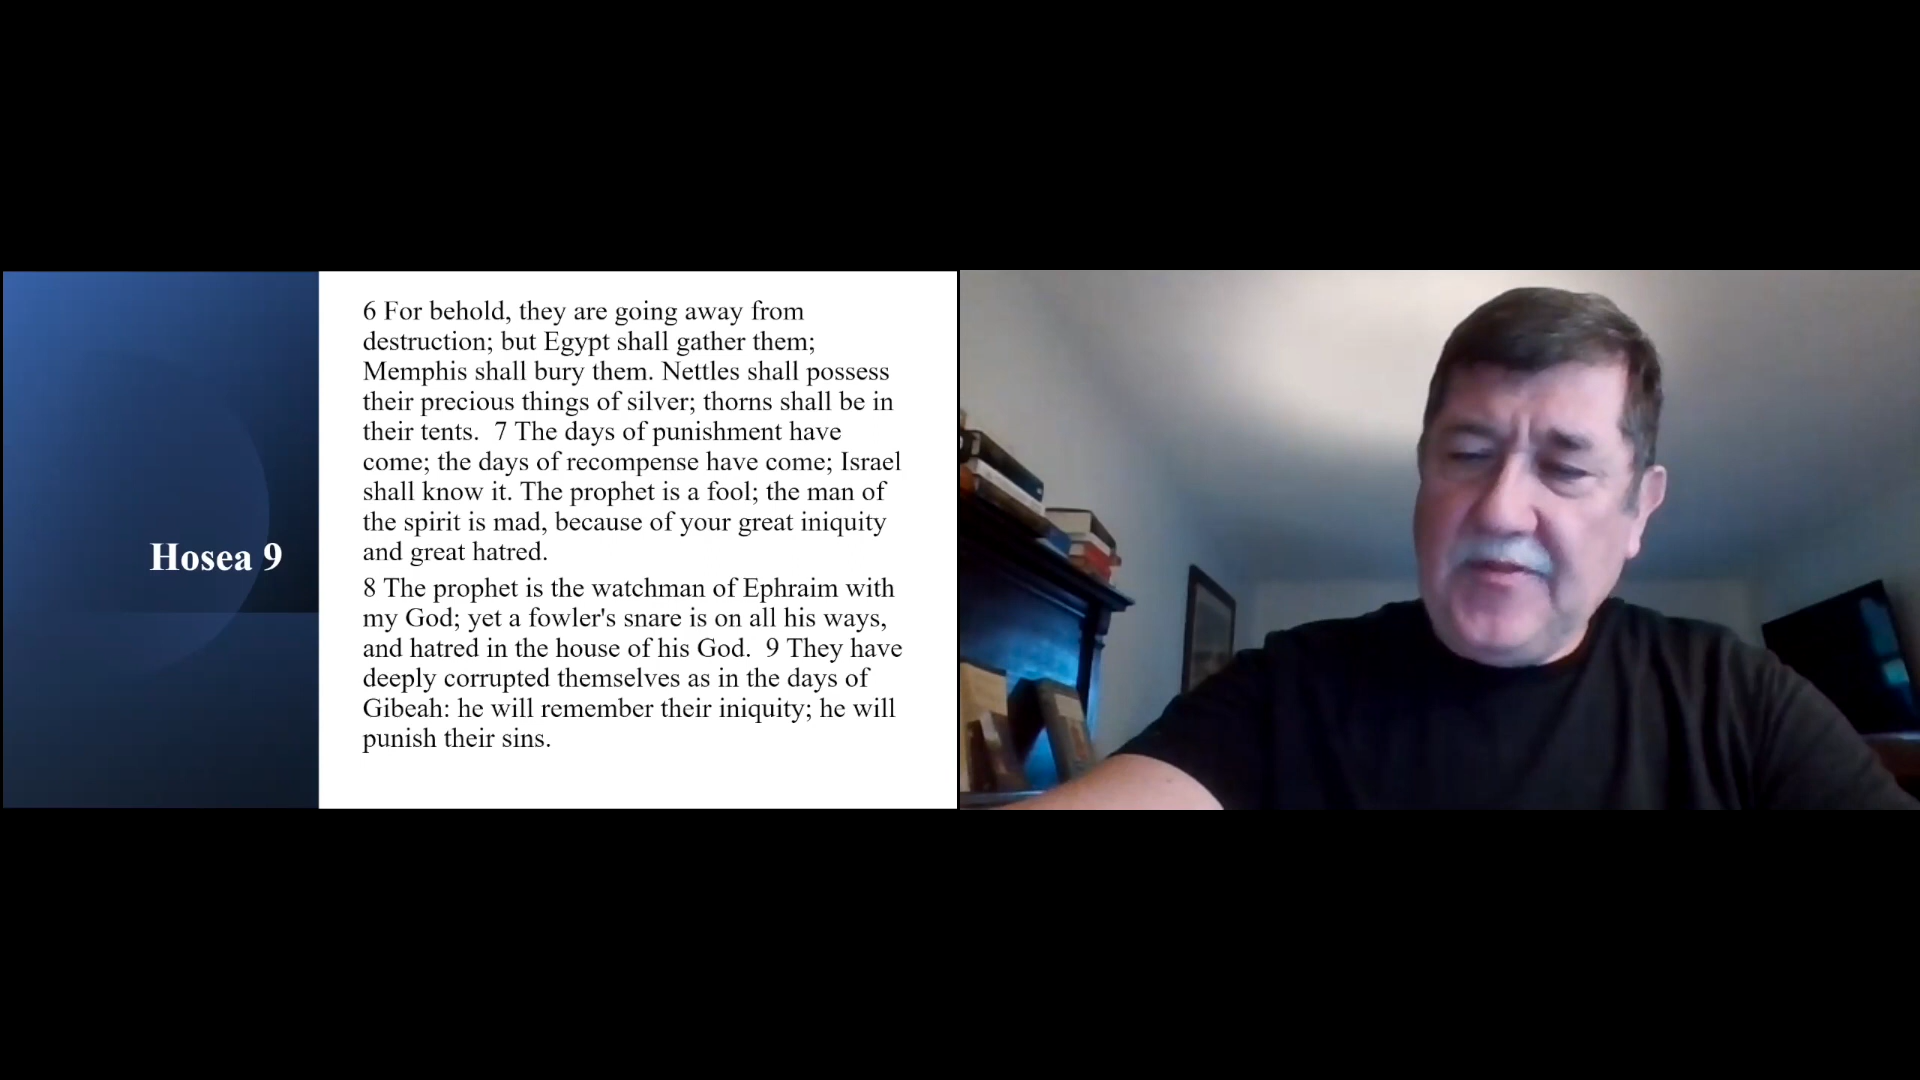 Hosea 9
6 For behold, they are going away from
destruction; but Egypt shall gather them;
Memphis shall bury them. Nettles shall possess
their precious things of silver; thorns shall be in
their tents.  7 The days of punishment have
come; the days of recompense have come; Israel
shall know it. The prophet is a fool; the man of
the spirit is mad, because of your great iniquity
and great hatred.
8 The prophet is the watchman of Ephraim with
my God; yet a fowler's snare is on all his ways,
and hatred in the house of his God.  9 They have
deeply corrupted themselves as in the days of
Gibeah: he will remember their iniquity; he will
punish their sins.